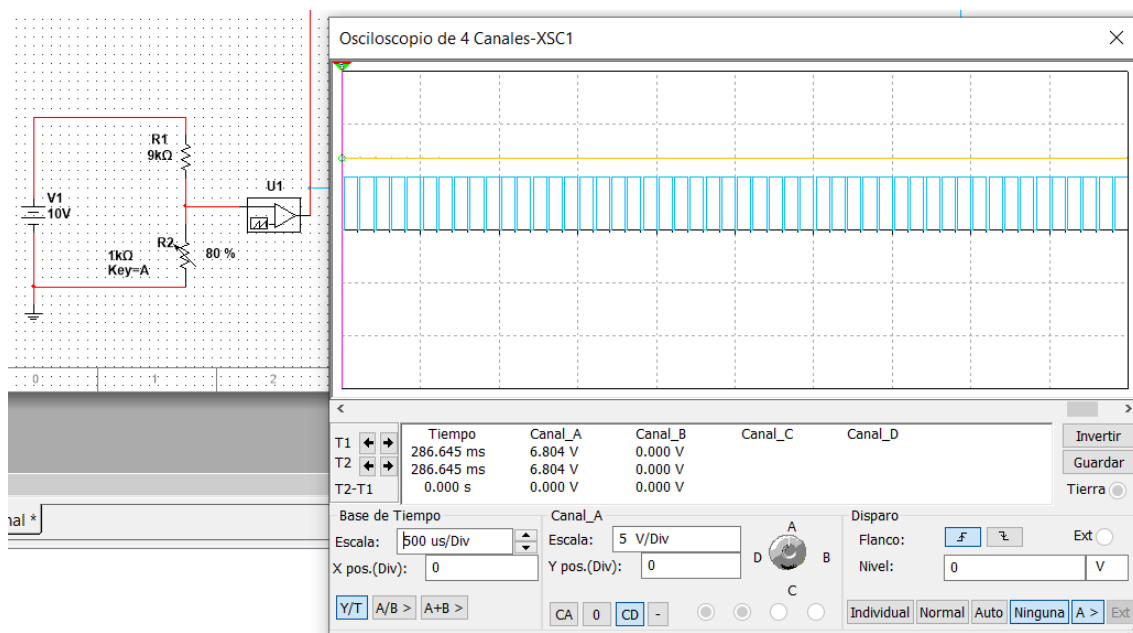 Osciloscopio de 4 Canales-XSC1
R1
9kΩ
V1
10V
U1
R2
1kΩ
Key=A
80 %
0 1 2
Tiempo Canal_A Canal_B Canal_C Canal_D
T1 286.645 ms 6.804 V 0.000 V
T2 286.645 ms 6.804 V 0.000 V
T2-T1 0.000 s 0.000 V 0.000 V
Invertir
Guardar
Tierra
nal *
Base de Tiempo
Escala: 500 us/Div
X pos.(Div): 0
Y/T A/B > A+B >
Canal_A
Escala: 5 V/Div
Y pos.(Div): 0
CA 0 CD -
A
D B
C
Disparo
Flanco: Ext
Nivel: 0 V
Individual Normal Auto Ninguna A > Ext